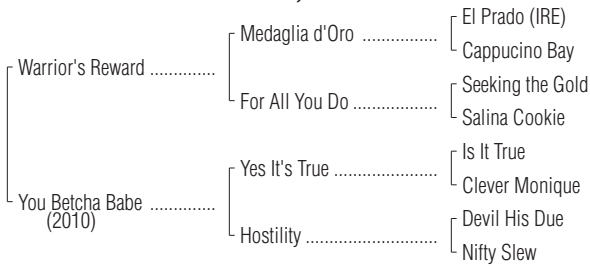 El Prado (IRE)
Medaglia d'Oro ................
Cappucino Bay
Warrior's Reward ..............
Seeking the Gold
For All You Do ..................
Salina Cookie
Is It True
Yes It's True ......................
Clever Monique
You Betcha Babe ..............
(2010)
Devil His Due
Hostility ............................
Nifty Slew